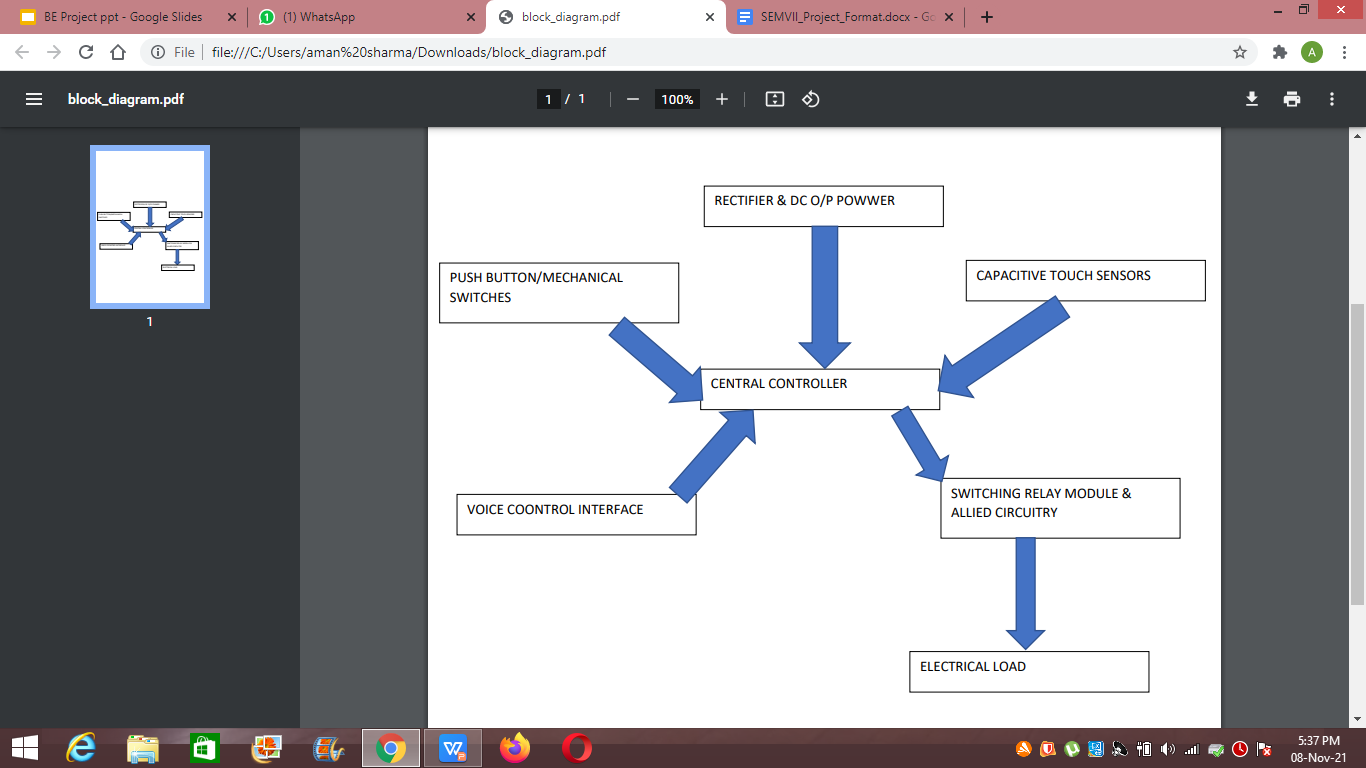 BE Project ppt - Google Slides
(1) WhatsApp
block_diagram.pdf
SEMVII_Project_Format.docx - Go
File
file:///C:/Users/aman%20sharma/Downloads/block_diagram.pdf
A
block_diagram.pdf
1 / 1
100%
1
RECTIFIER & DC O/P POWWER
PUSH BUTTON/MECHANICAL
SWITCHES
CAPACITIVE TOUCH SENSORS
CENTRAL CONTROLLER
VOICE COONTROL INTERFACE
SWITCHING RELAY MODULE &
ALLIED CIRCUITRY
ELECTRICAL LOAD
5:37 PM
08-Nov-21